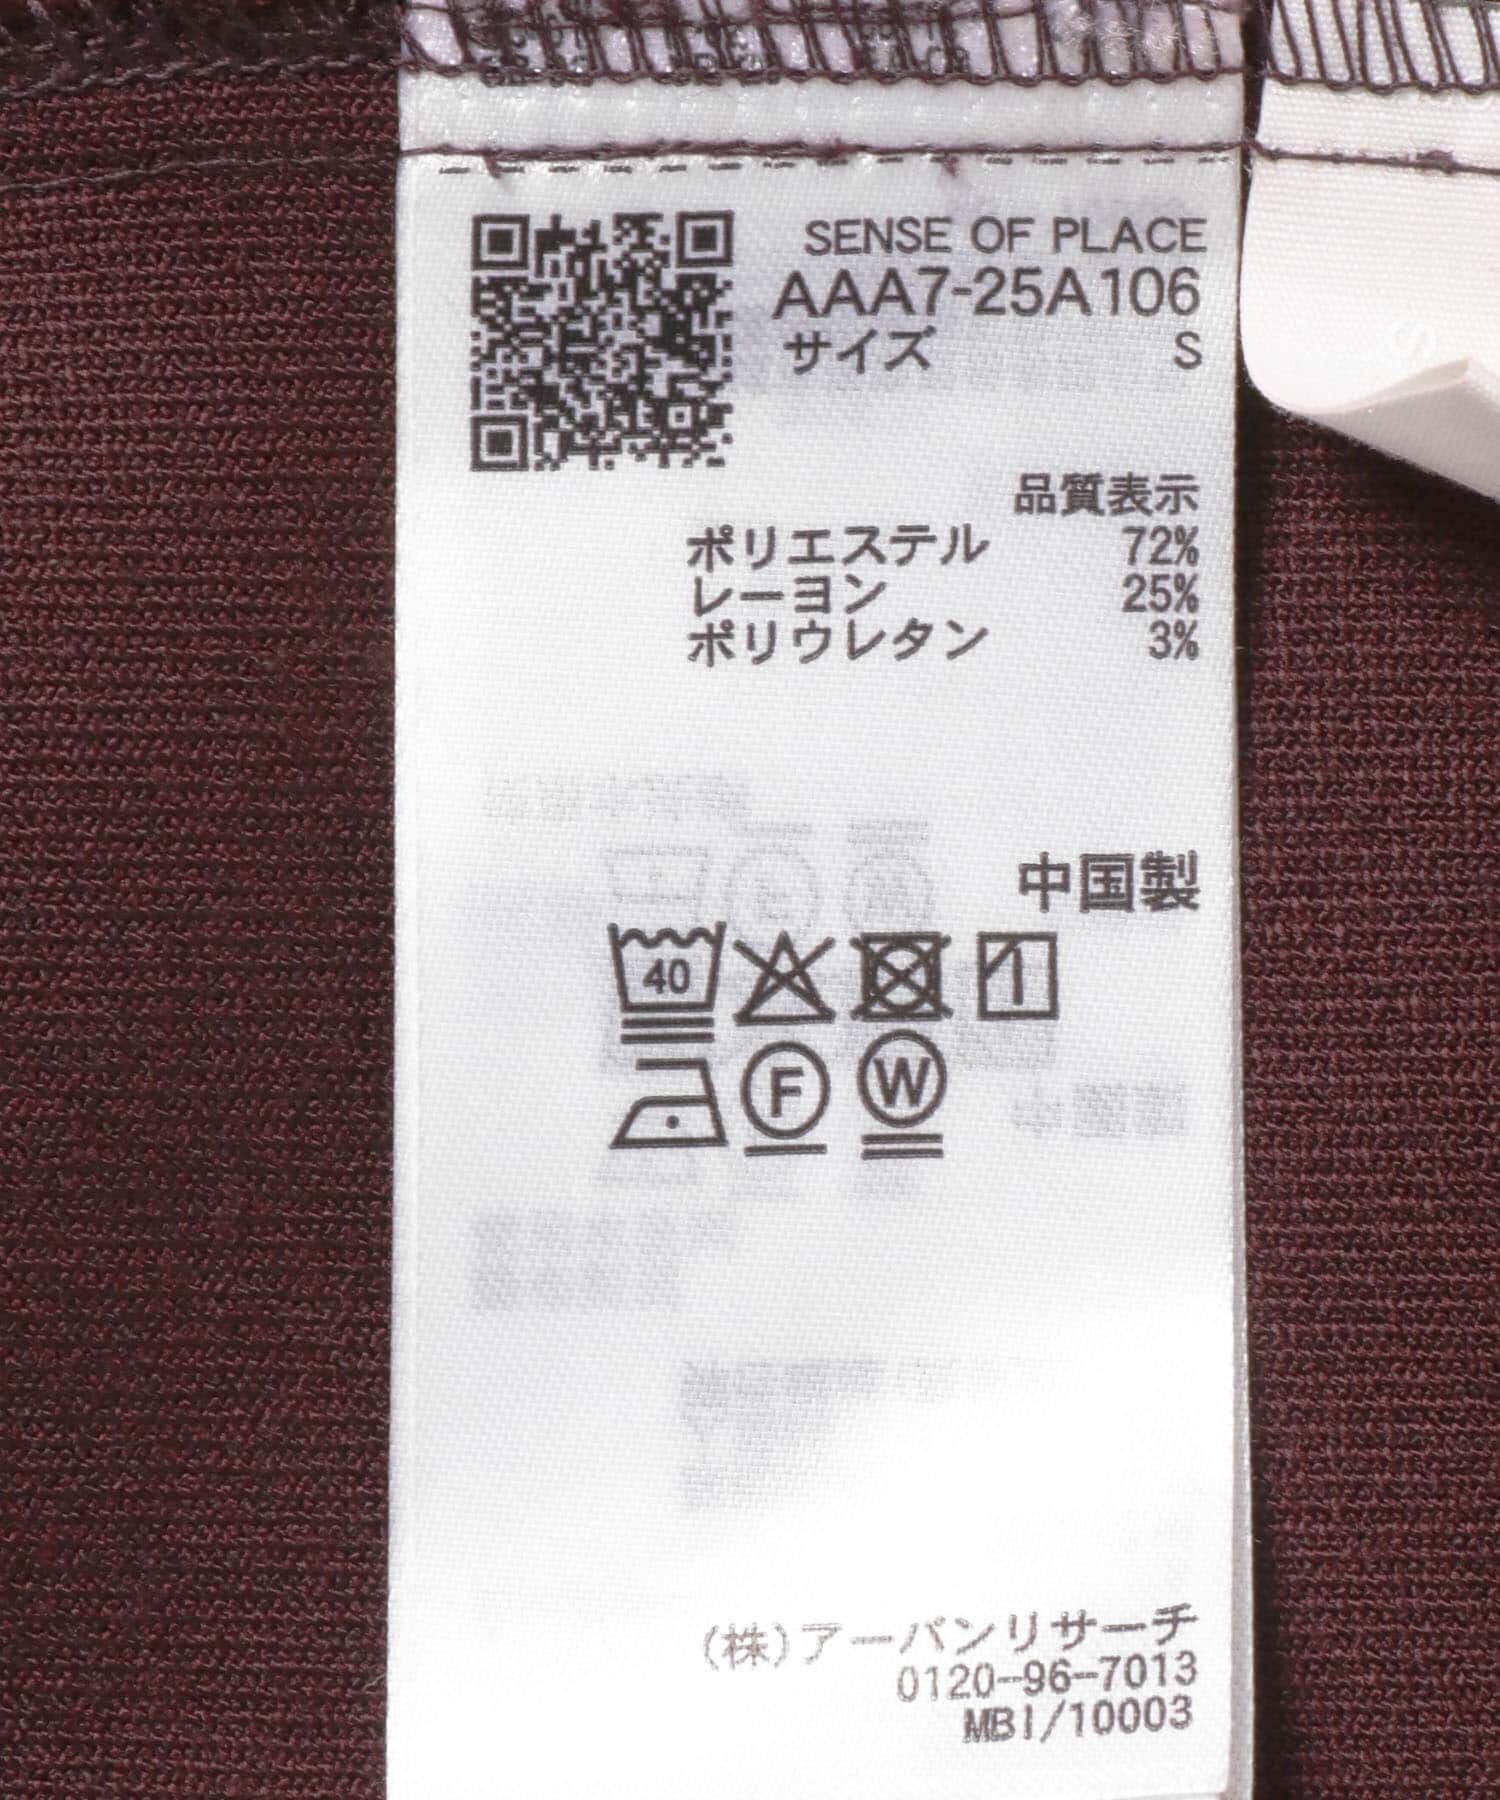 SENSE OF PLACE
AAA7-25A106
サイズ S
品質表示
ポリエステル 72%
レーヨン 25%
ポリウレタン 3%
中国製
40
F W
(株)アーバンリサーチ
0120-96-7013
MBI/10003
S